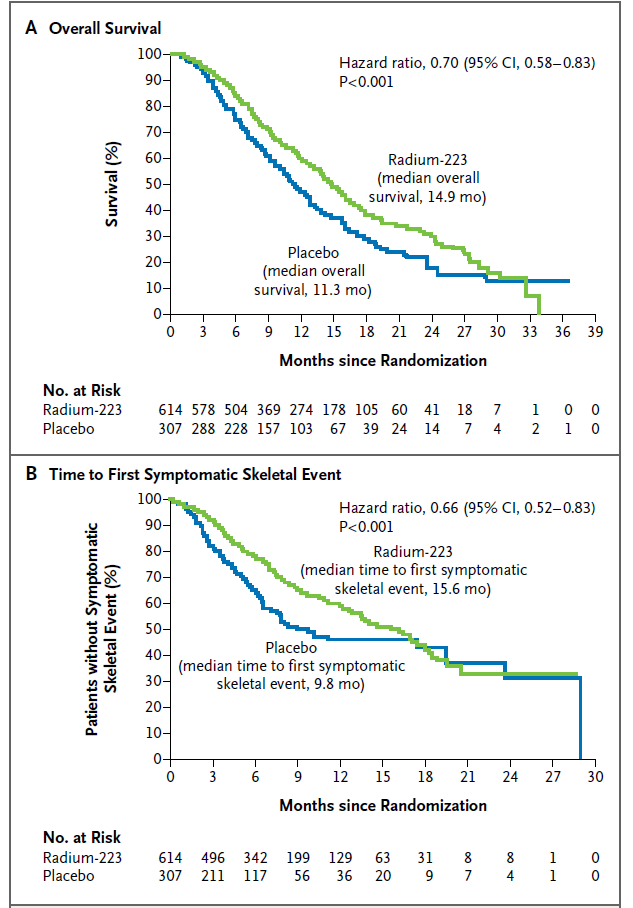 A Overall Survival
100
90
80
70
60
50
40
30
20
10
0
Survival (%)
Hazard ratio, 0.70 (95% CI, 0.58–0.83)
P<0.001
Radium-223
(median overall
survival, 14.9 mo)
Placebo
(median overall
survival, 11.3 mo)
0 3 6 9 12 15 18 21 24 27 30 33 36 39
Months since Randomization
No. at Risk
Radium-223 614 578 504 369 274 178 105 60 41 18 7 1 0 0
Placebo 307 288 228 157 103 67 39 24 14 7 4 2 1 0
B Time to First Symptomatic Skeletal Event
100
90
80
70
60
50
40
30
20
10
0
Patients without Symptomatic
Skeletal Event (%)
Hazard ratio, 0.66 (95% CI, 0.52–0.83)
P<0.001
Radium-223
(median time to first symptomatic
skeletal event, 15.6 mo)
Placebo
(median time to first symptomatic
skeletal event, 9.8 mo)
0 3 6 9 12 15 18 21 24 27 30
Months since Randomization
No. at Risk
Radium-223 614 496 342 199 129 63 31 8 8 1 0
Placebo 307 211 117 56 36 20 9 7 4 1 0